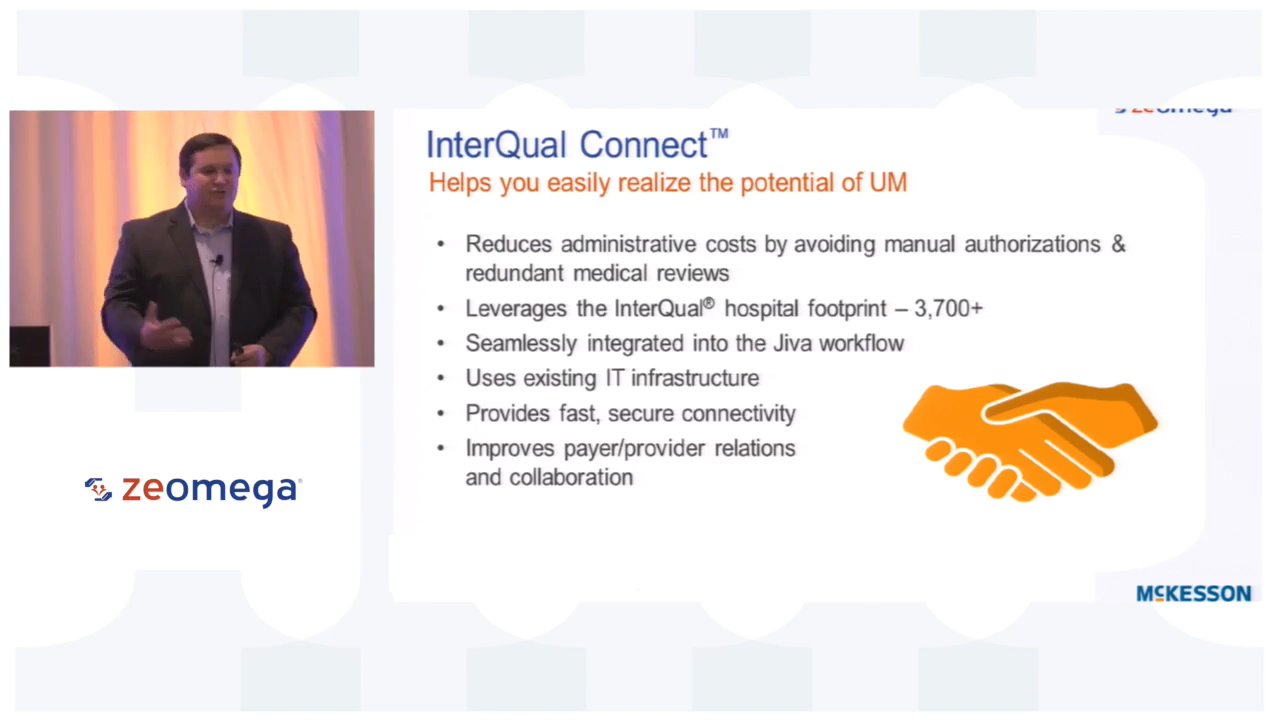 zeomega
InterQual Connect™
Helps you easily realize the potential of UM
• Reduces administrative costs by avoiding manual authorizations &
redundant medical reviews
• Leverages the InterQual® hospital footprint – 3,700+
• Seamlessly integrated into the Jiva workflow
• Uses existing IT infrastructure
• Provides fast, secure connectivity
• Improves payer/provider relations
and collaboration
zeomega®
MCKESSON